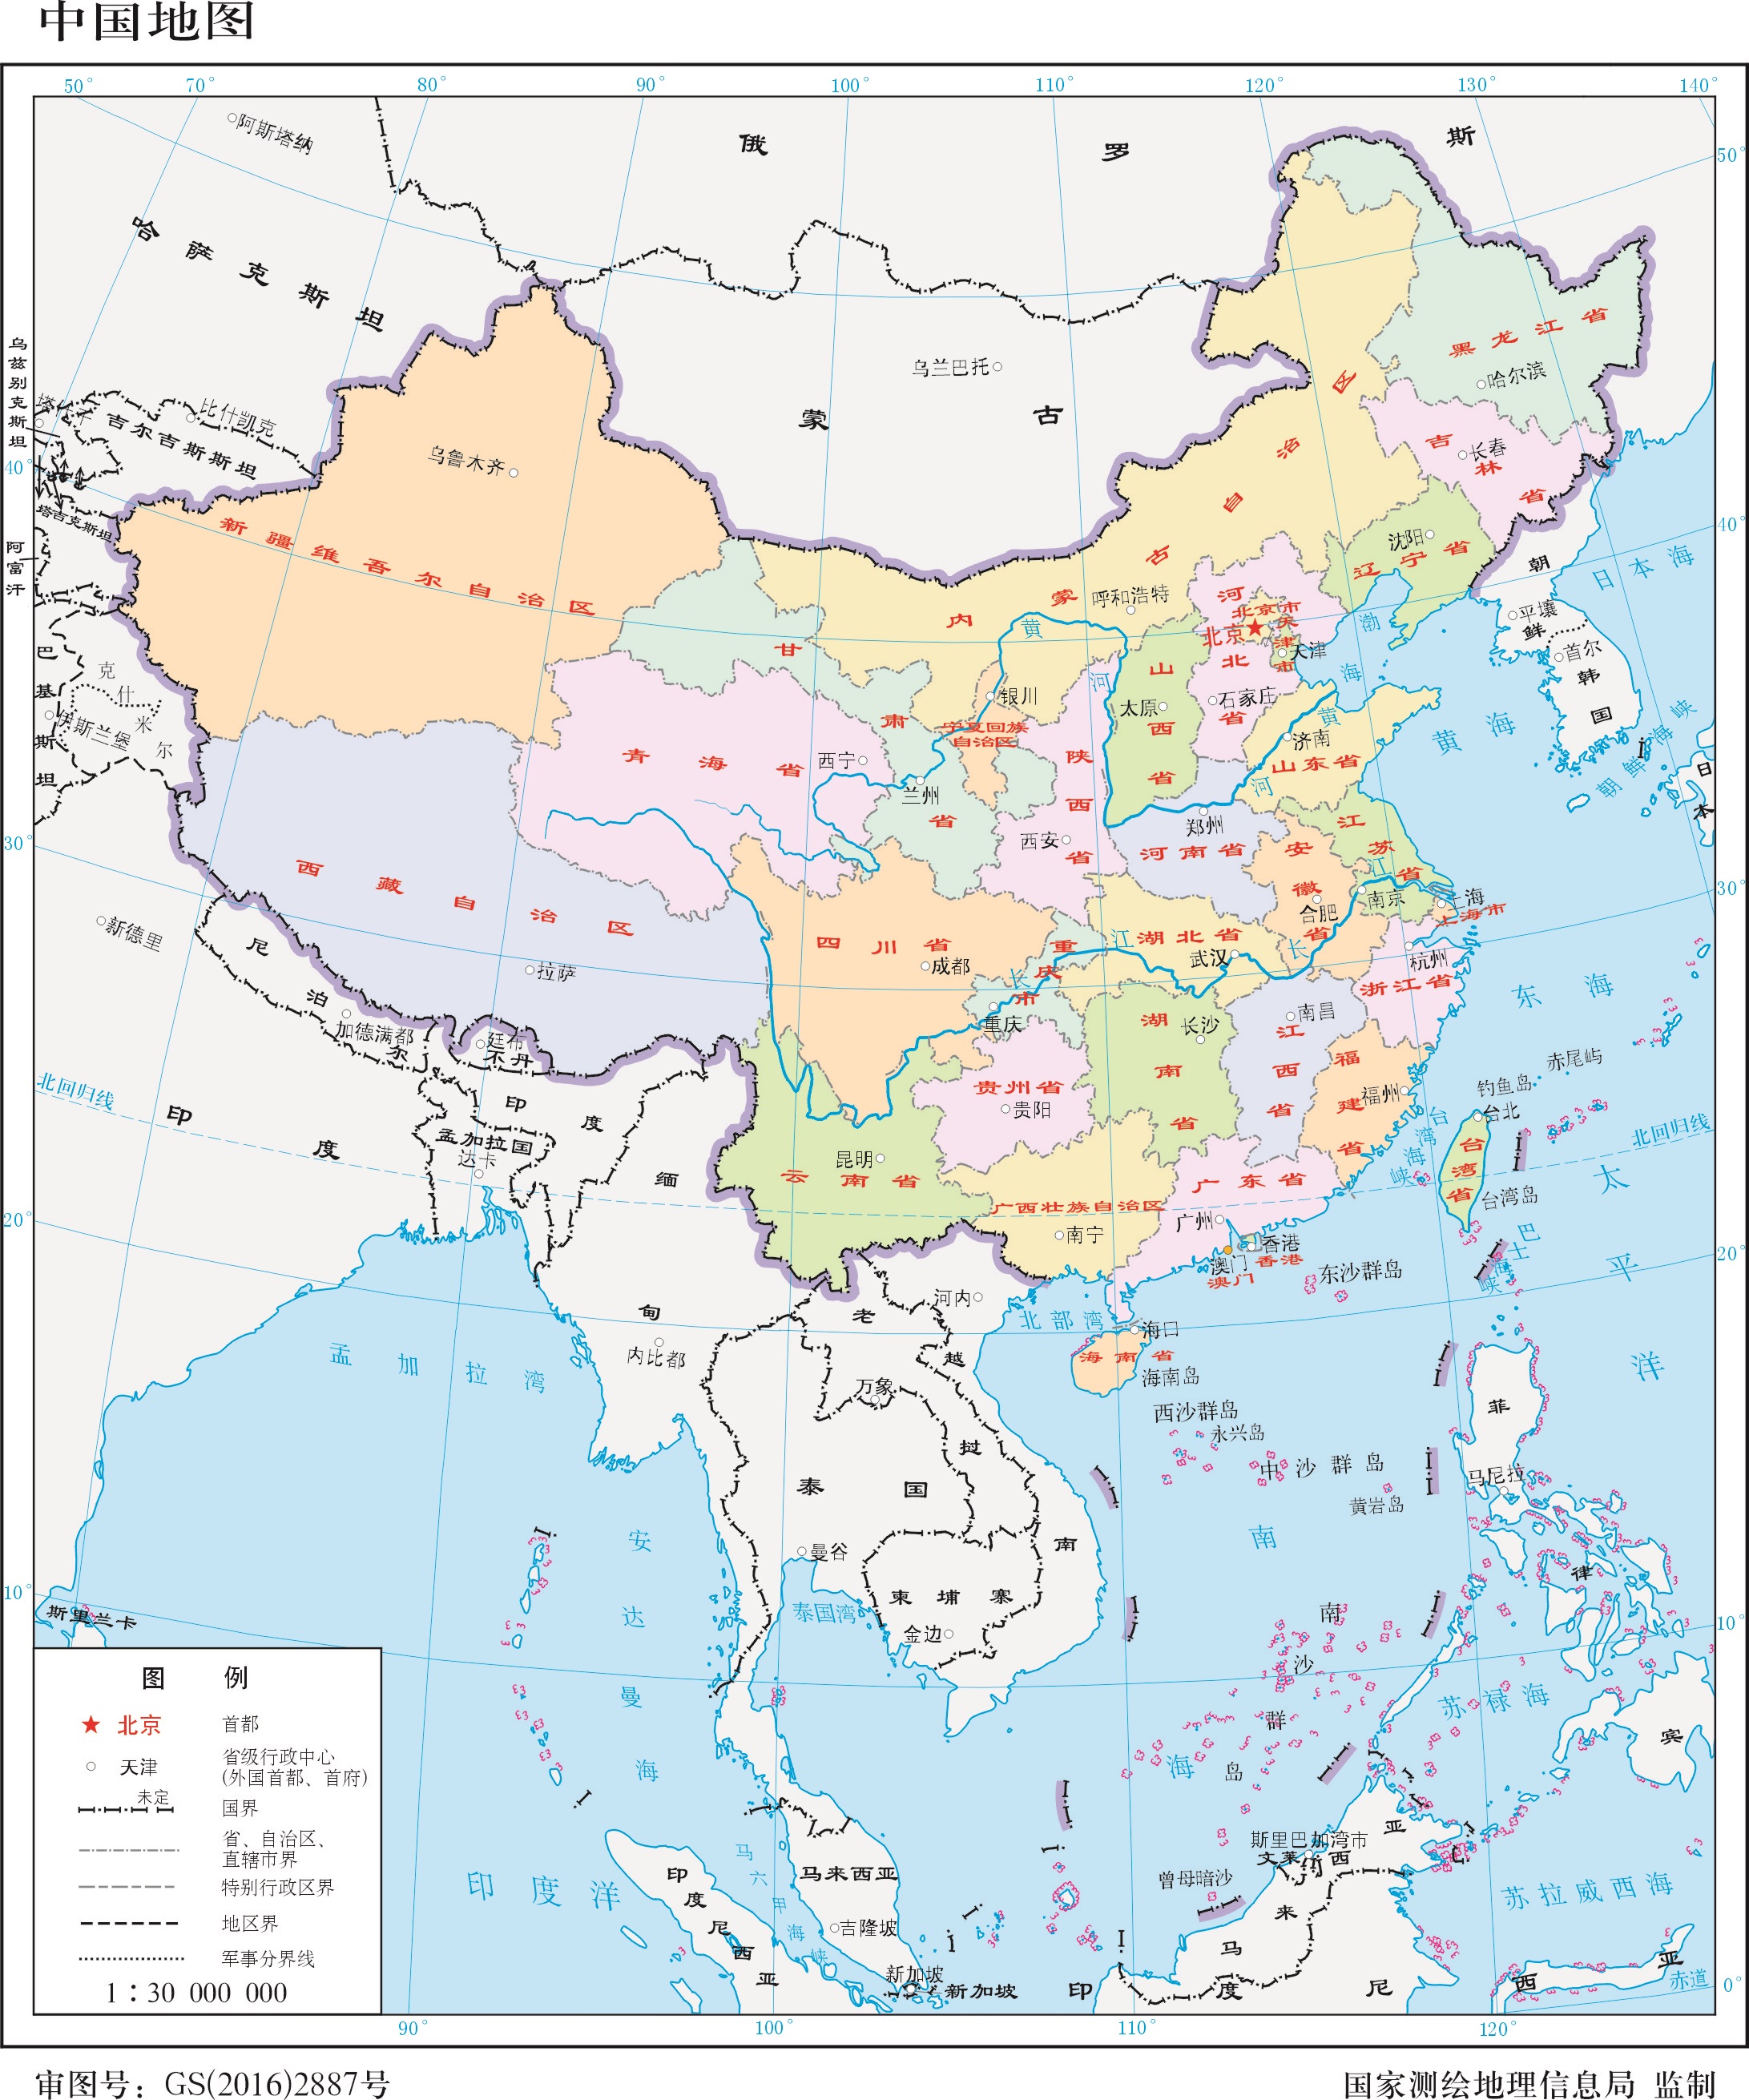 中国地图
50° 70° 80° 90° 100° 110° 120° 130° 140°
阿斯塔纳
俄罗斯
50°
哈萨克斯坦
黑龙江省
哈尔滨
乌兹别克斯坦
塔什干
比什凯克
吉尔吉斯斯坦
乌兰巴托
蒙古
内蒙古自治区
吉林省
长春
40°
乌鲁木齐
新疆维吾尔自治区
塔吉克斯坦
阿富汗
沈阳
辽宁省
40°
朝鲜
日本海
平壤
首尔
韩国
呼和浩特
河北省
北京市
北京
天津市
天津
渤海
黄河
甘肃省
银川
宁夏回族
自治区
山西省
太原
石家庄
巴基斯坦
克什米尔
伊斯兰堡
济南
黄河
山东省
黄海
朝鲜海峡
日本
青海省
西宁
兰州
陕西省
西安
郑州
河南省
江苏省
安徽省
合肥
南京
江
上海
上海市
30°
30°
西藏自治区
拉萨
新德里
尼泊尔
加德满都
廷布
不丹
四川省
成都
重庆市
重庆
长江
湖北省
武汉
长
杭州
浙江省
东海
湖南省
长沙
南昌
江西省
福建省
福州
贵州省
贵阳
赤尾屿
钓鱼岛
台北
台湾省
台湾岛
台湾海峡
北回归线
北回归线
印度
印度
孟加拉国
达卡
缅甸
昆明
云南省
广西壮族自治区
南宁
广东省
广州
香港
香港
澳门
澳门
东沙群岛
巴士海峡
太平洋
20°
20°
河内
老挝
北部湾
海口
海南省
海南岛
孟加拉湾
内比都
越南
万象
西沙群岛
永兴岛
中沙群岛
黄岩岛
菲律宾
马尼拉
泰国
曼谷
安达曼海
南海
柬埔寨
金边
泰国湾
10°
10°
斯里兰卡
南沙群岛
苏禄海
斯里巴加湾市
文莱
曾母暗沙
马来西亚
印度洋
印度尼西亚
马六甲海峡
马来西亚
吉隆坡
新加坡
新加坡
印度尼西亚
苏拉威西海
赤道
0°
图例
北京 首都
天津 省级行政中心
(外国首都、首府)
未定
国界
省、自治区、
直辖市界
特别行政区界
地区界
军事分界线
1：30 000 000
90° 100° 110° 120°
审图号：GS(2016)2887号
国家测绘地理信息局 监制